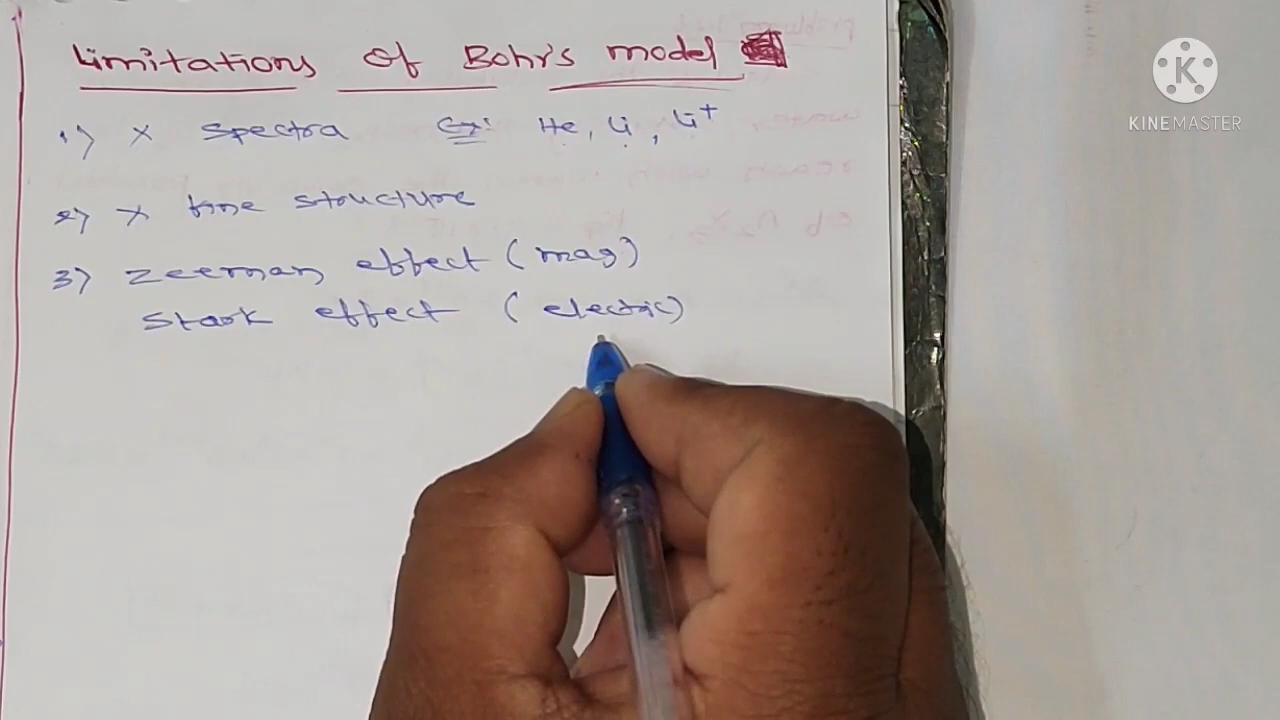 Limitations of Bohr's model
1) × Spectra Ex: He, Li, Li+
2) × fine structure
3) Zeeman effect (mag)
Stark effect (electric)
K
KINEMASTER